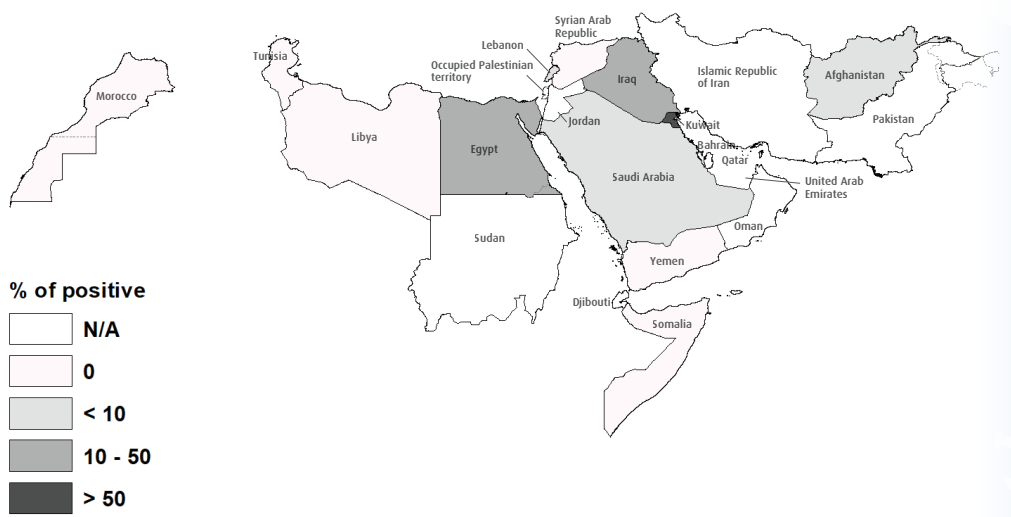 Syrian Arab
Republic
Lebanon
Occupied Palestinian
territory
Tunisia
Morocco
Libya
Egypt
Jordan
Iraq
Islamic Republic
of Iran
Afghanistan
Pakistan
Kuwait
Bahrain
Qatar
Saudi Arabia
United Arab
Emirates
Oman
Sudan
Yemen
Djibouti
Somalia
% of positive
N/A
0
< 10
10 - 50
> 50